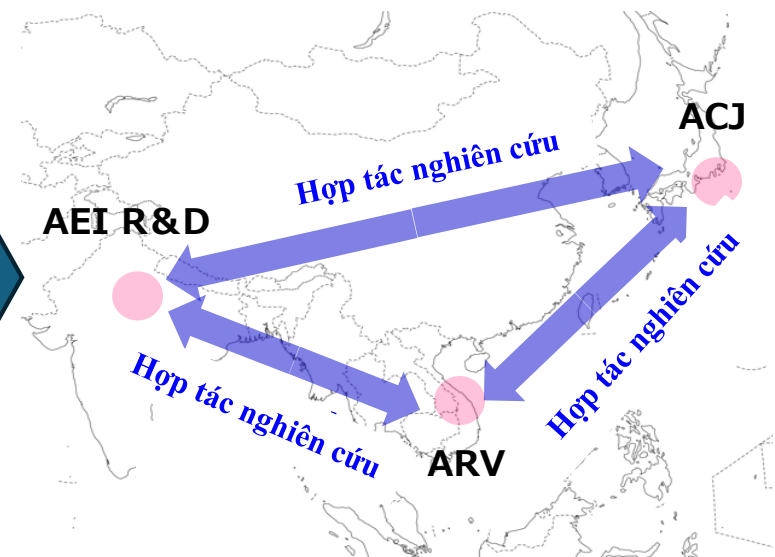 ACJ
Hợp tác nghiên cứu
AEI R&D
Hợp tác nghiên cứu
Hợp tác nghiên cứu
ARV